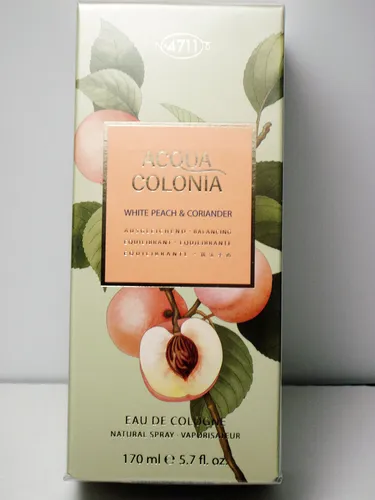 4711
ACQUA
COLONIA
WHITE PEACH & CORIANDER
AUSGLEICHEND · BALANCING
EQUILIBRANT · EQUILIBRANTE
EQUILIBRANTE ·
EAU DE COLOGNE
NATURAL SPRAY · VAPORISATEUR
170 ml e 5.7 fl. oz.